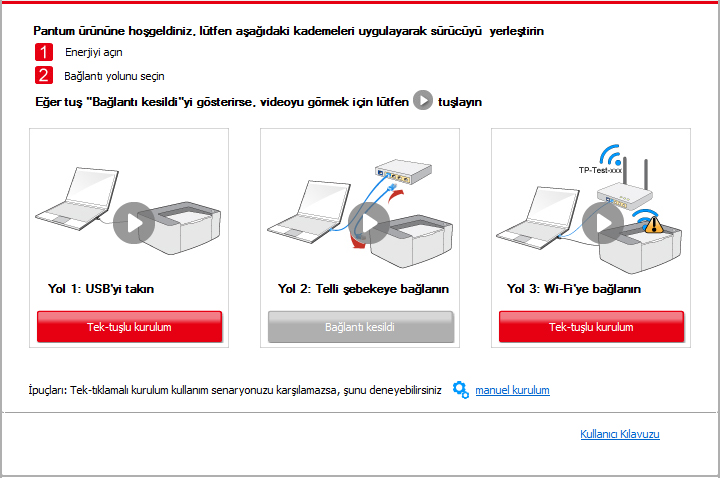 Pantum ürününe hoşgeldiniz, lütfen aşağıdaki kademeleri uygulayarak sürücüyü yerleştirin
1 Enerjiyi açın
2 Bağlantı yolunu seçin
Eğer tuş "Bağlantı kesildi"yi gösterirse, videoyu görmek için lütfen tuşlayın
TP-Test-xxx
Yol 1: USB'yi takın
Yol 2: Telli şebekeye bağlanın
Yol 3: Wi-Fi'ye bağlanın
Tek-tuşlu kurulum
Bağlantı kesildi
Tek-tuşlu kurulum
İpuçları: Tek-tıklamalı kurulum kullanım senaryonuzu karşılamazsa, şunu deneyebilirsiniz manuel kurulum
Kullanıcı Kılavuzu